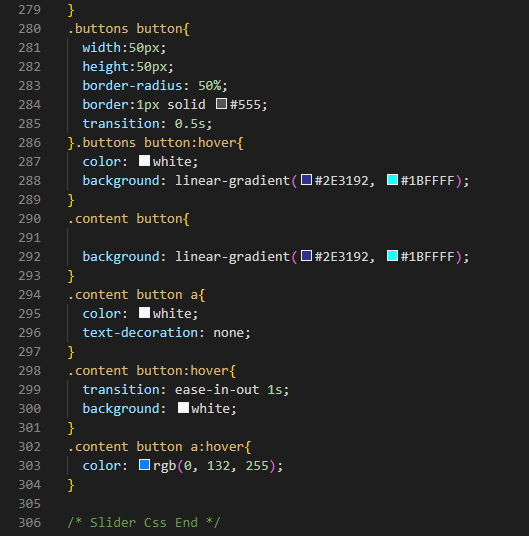 279 }
280 .buttons button{
281 width:50px;
282 height:50px;
283 border-radius: 50%;
284 border:1px solid #555;
285 transition: 0.5s;
286 }.buttons button:hover{
287 color: white;
288 background: linear-gradient(#2E3192, #1BFFFF);
289 }
290 .content button{
291
292 background: linear-gradient(#2E3192, #1BFFFF);
293 }
294 .content button a{
295 color: white;
296 text-decoration: none;
297 }
298 .content button:hover{
299 transition: ease-in-out 1s;
300 background: white;
301 }
302 .content button a:hover{
303 color: rgb(0, 132, 255);
304 }
305
306 /* Slider Css End */